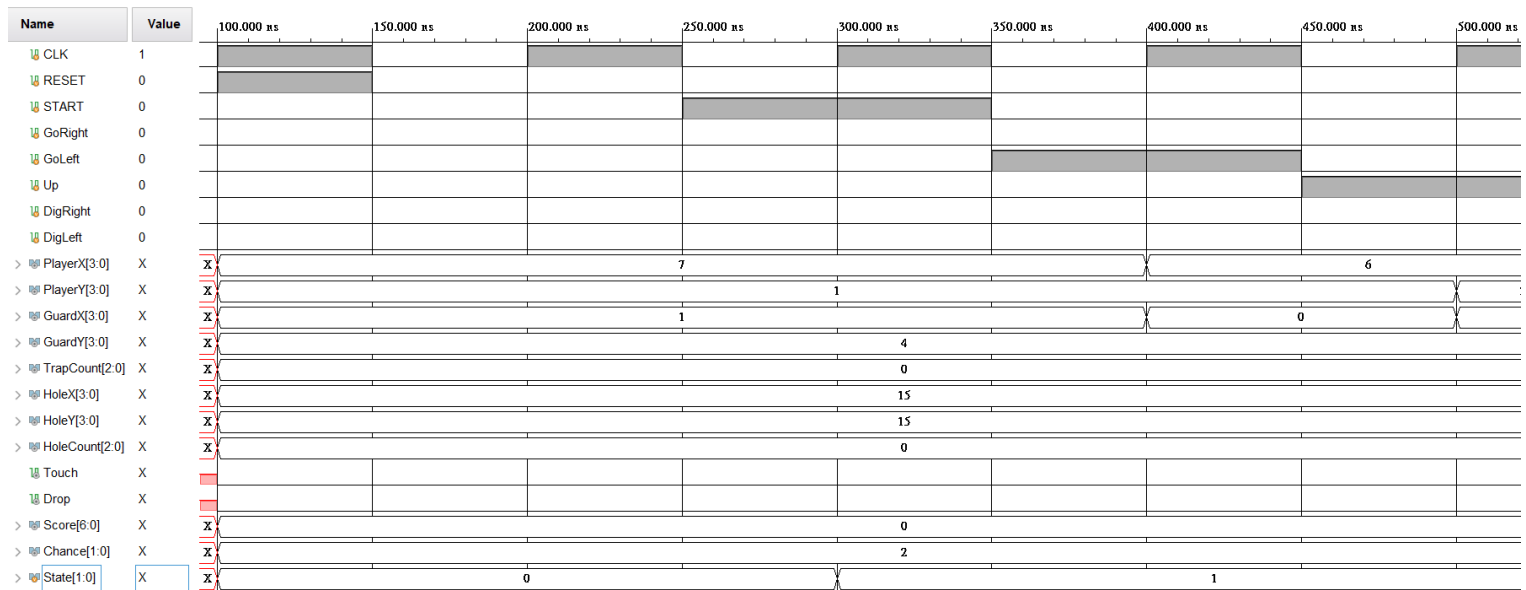 Name Value 100.000 ns 150.000 ns 200.000 ns 250.000 ns 300.000 ns 350.000 ns 400.000 ns 450.000 ns 500.000 ns
CLK 1
RESET 0
START 0
GoRight 0
GoLeft 0
Up 0
DigRight 0
DigLeft 0
PlayerX[3:0] X X 7 6
PlayerY[3:0] X X 1
GuardX[3:0] X X 1 0
GuardY[3:0] X X 4
TrapCount[2:0] X X 0
HoleX[3:0] X X 15
HoleY[3:0] X X 15
HoleCount[2:0] X X 0
Touch X
Drop X
Score[6:0] X X 0
Chance[1:0] X X 2
State[1:0] X X 0 1